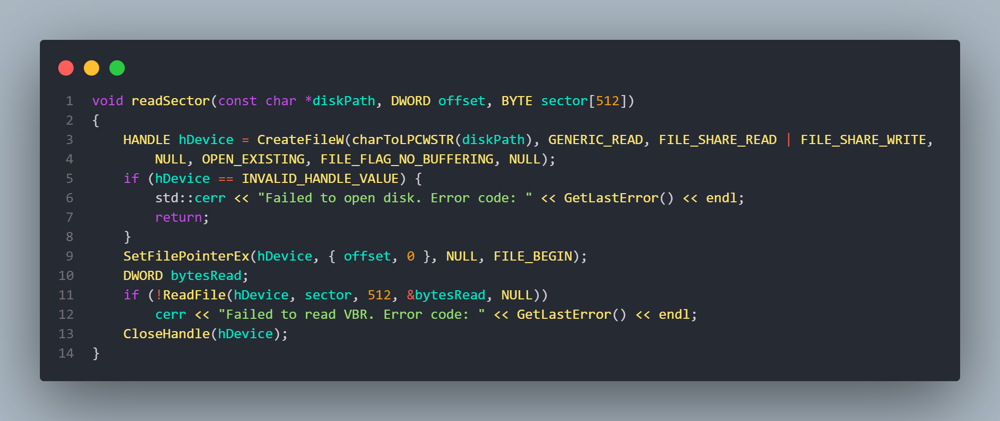 1 void readSector(const char *diskPath, DWORD offset, BYTE sector[512])
2 {
3     HANDLE hDevice = CreateFileW(charToLPCWSTR(diskPath), GENERIC_READ, FILE_SHARE_READ | FILE_SHARE_WRITE,
4         NULL, OPEN_EXISTING, FILE_FLAG_NO_BUFFERING, NULL);
5     if (hDevice == INVALID_HANDLE_VALUE) {
6         std::cerr << "Failed to open disk. Error code: " << GetLastError() << endl;
7         return;
8     }
9     SetFilePointerEx(hDevice, { offset, 0 }, NULL, FILE_BEGIN);
10     DWORD bytesRead;
11     if (!ReadFile(hDevice, sector, 512, &bytesRead, NULL))
12         cerr << "Failed to read VBR. Error code: " << GetLastError() << endl;
13     CloseHandle(hDevice);
14 }